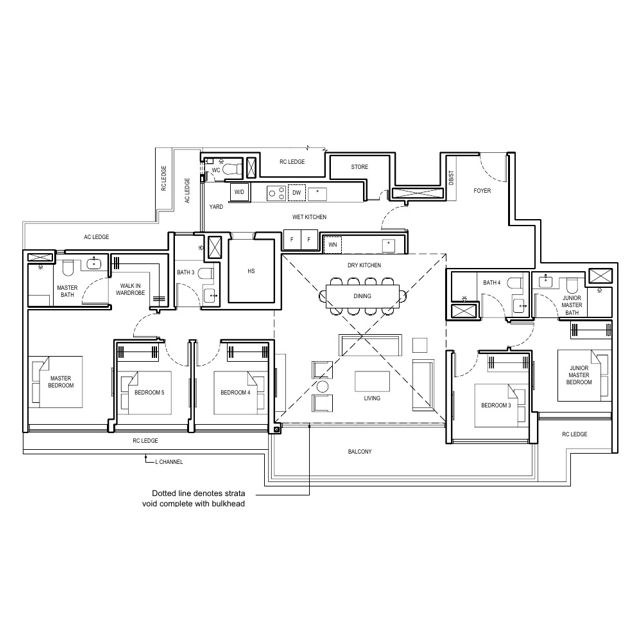 RC LEDGE
STORE
WC
RC LEDGE
AC LEDGE
DB/ST
FOYER
W/D
DW
YARD
WET KITCHEN
AC LEDGE
F
F
WN
HS
DRY KITCHEN
BATH 3
MASTER
BATH
WALK IN
WARDROBE
DINING
BATH 4
JUNIOR
MASTER
BATH
MASTER
BEDROOM
BEDROOM 5
BEDROOM 4
LIVING
BEDROOM 3
JUNIOR
MASTER
BEDROOM
RC LEDGE
RC LEDGE
BALCONY
L CHANNEL
Dotted line denotes strata
void complete with bulkhead